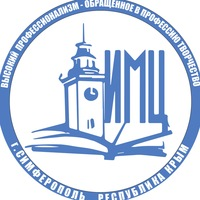 ВЫСОКИЙ ПРОФЕССИОНАЛИЗМ - ОБРАЩЕННОЕ В ПРОФЕССИЮ ТВОРЧЕСТВО
ИМЦ
Г.СИМФЕРОПОЛЬ РЕСПУБЛИКА КРЫМ